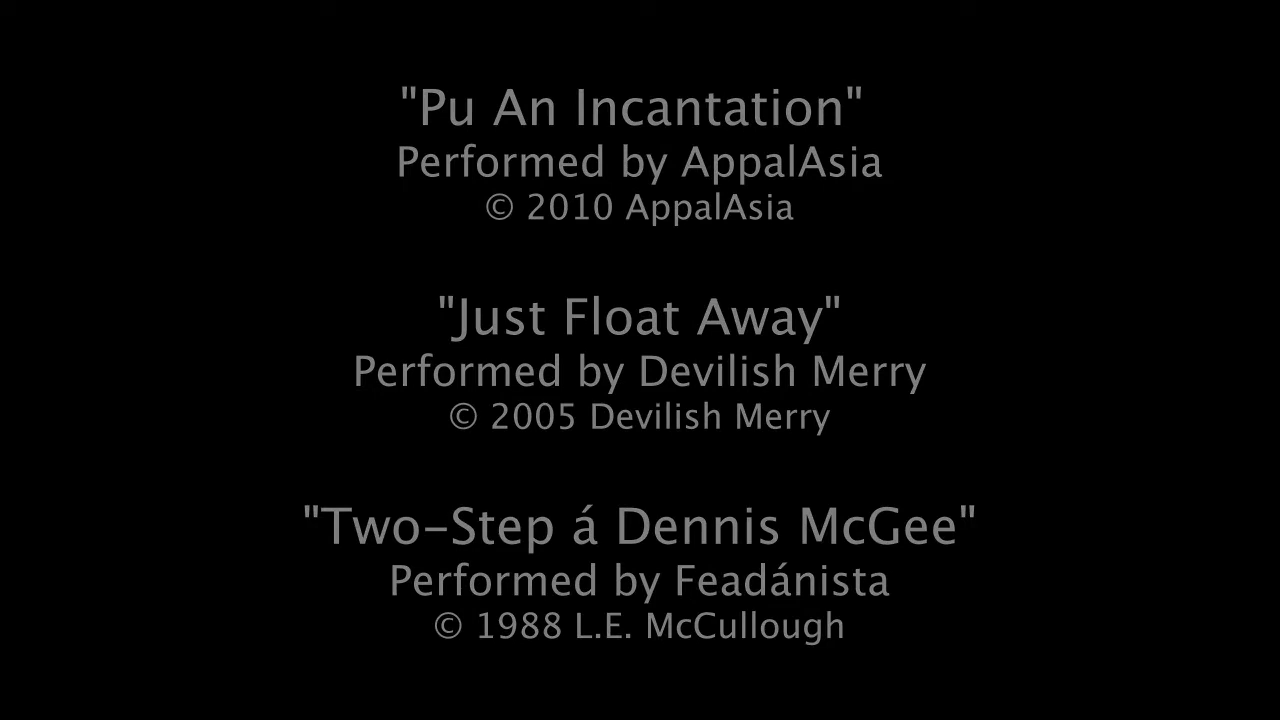 "Pu An Incantation"
Performed by AppalAsia
© 2010 AppalAsia
"Just Float Away"
Performed by Devilish Merry
© 2005 Devilish Merry
"Two-Step á Dennis McGee"
Performed by Feadánista
© 1988 L.E. McCullough